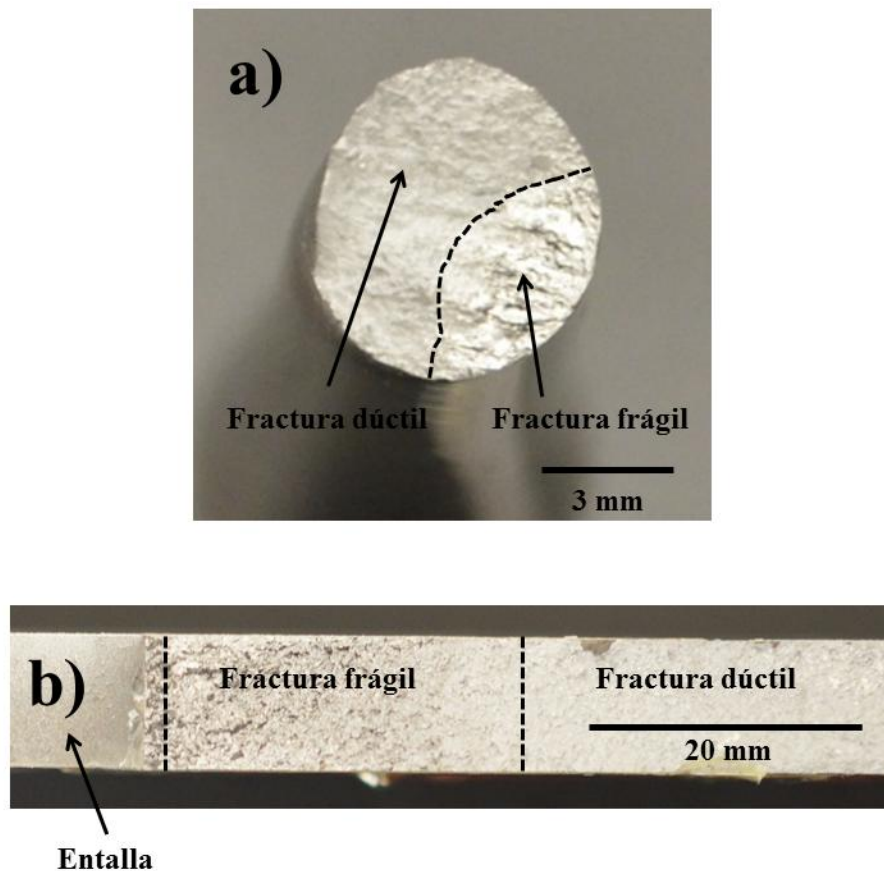 a)
Fractura dúctil
Fractura frágil
3 mm
b)
Fractura frágil
Fractura dúctil
20 mm
Entalla